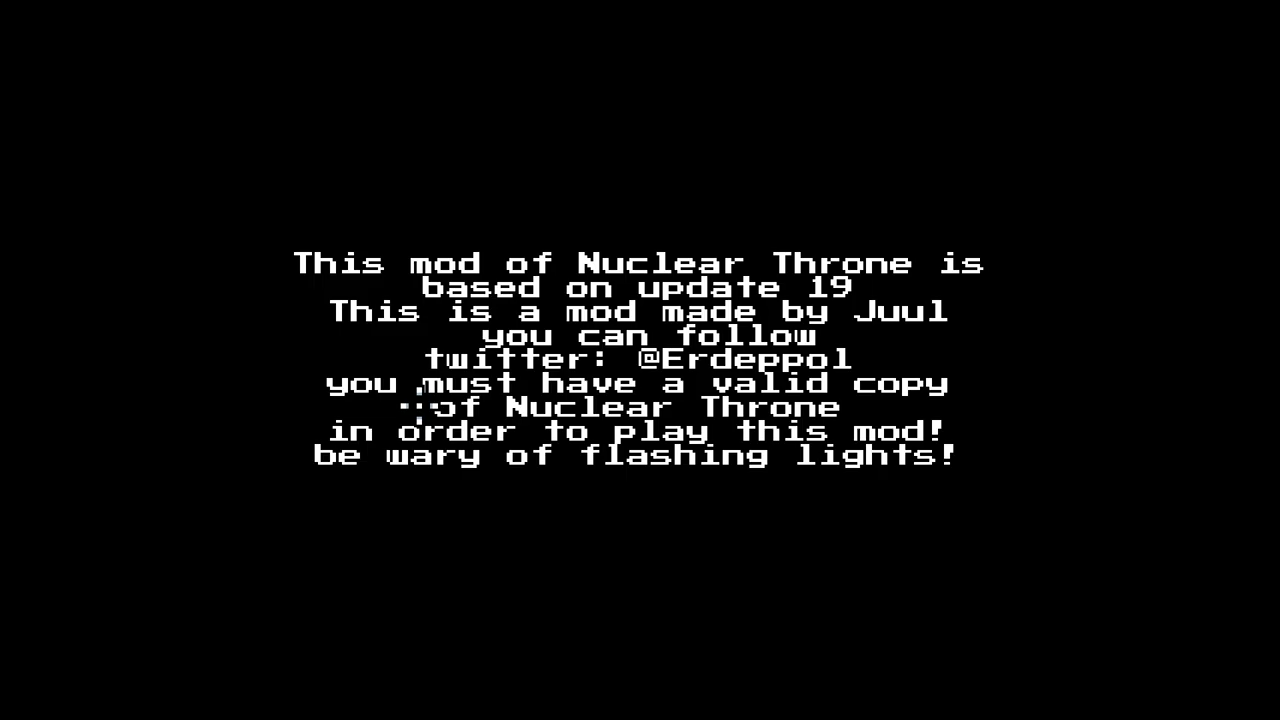 This mod of Nuclear Throne is
based on update 19
This is a mod made by Juul
you can follow
twitter: @Erdeppol
you must have a valid copy
of Nuclear Throne
in order to play this mod!
be wary of flashing lights!